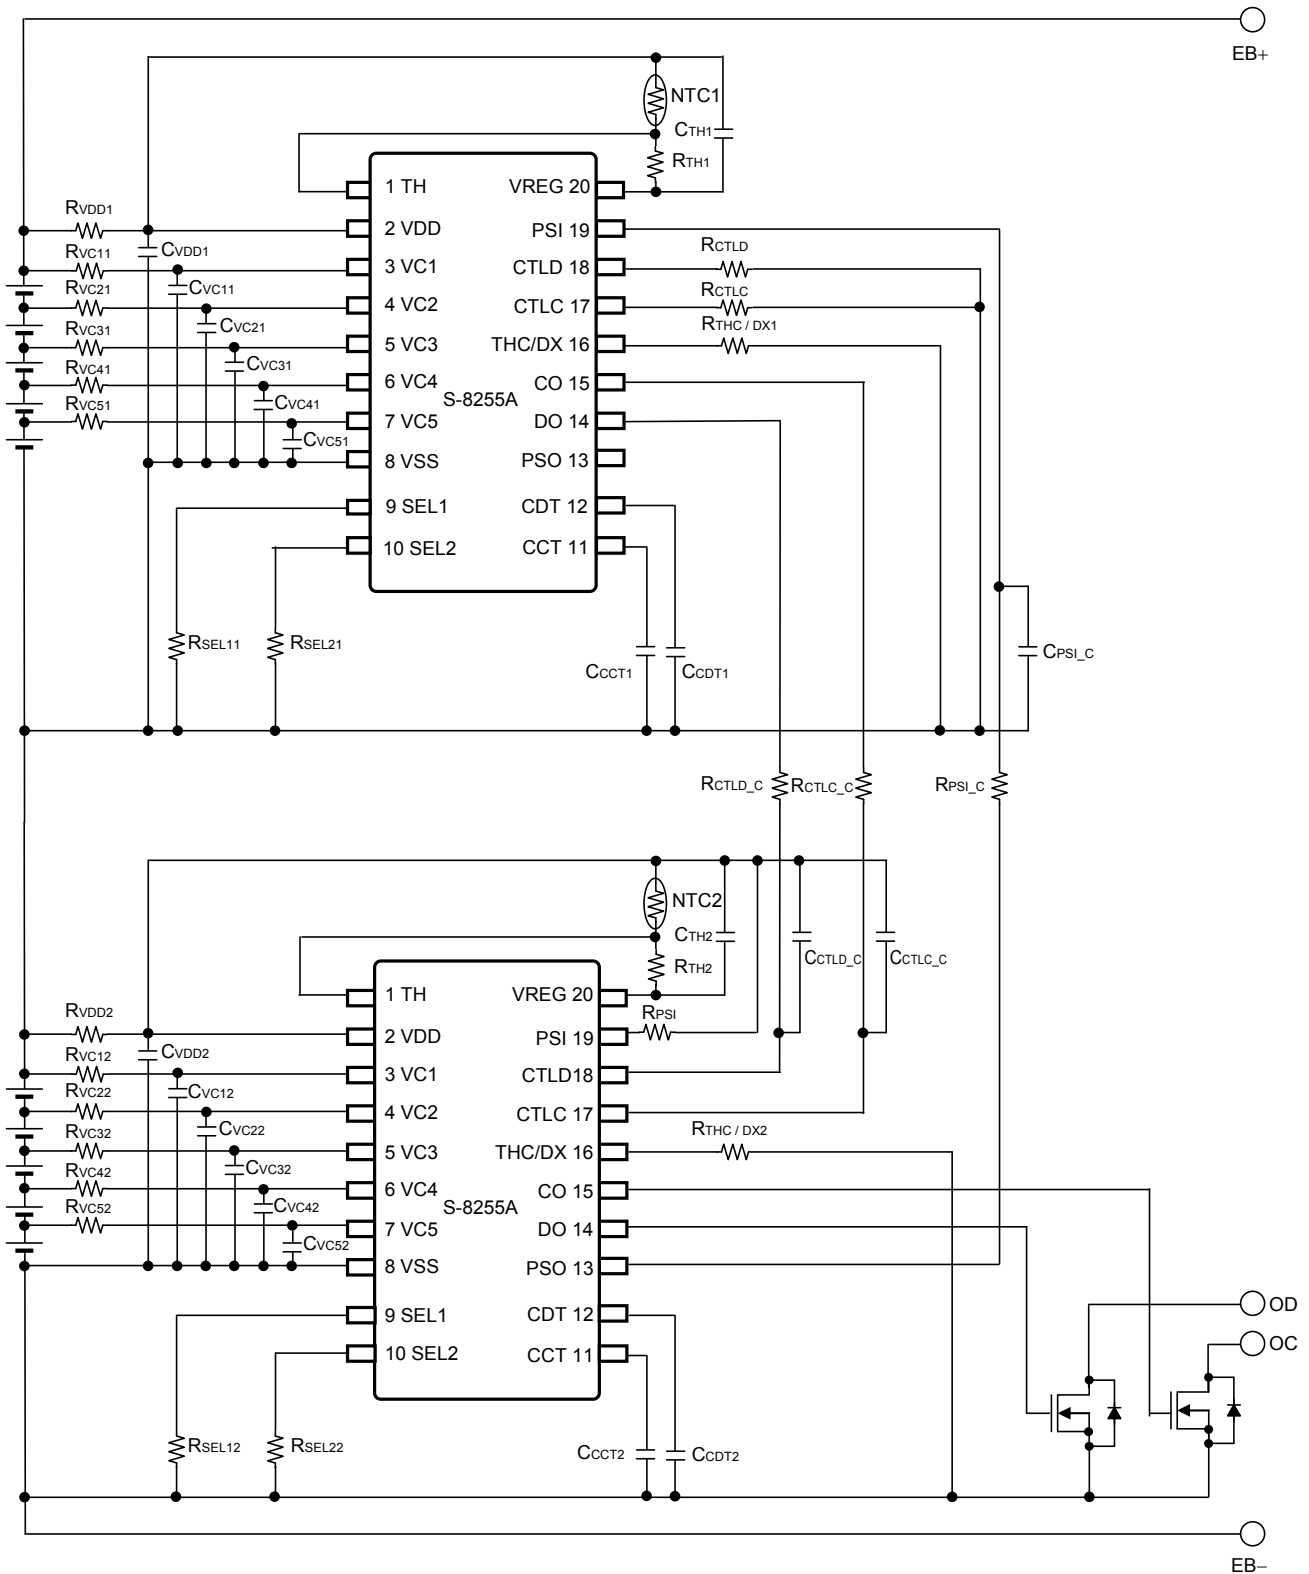 EB+
NTC1
CTH1
RTH1
1 TH
VREG 20
RVDD1
2 VDD
PSI 19
CVDD1
RVC11
3 VC1
CTLD 18
RCTLD
CVC11
RVC21
4 VC2
CTLC 17
RCTLC
CVC21
RVC31
5 VC3
THC/DX 16
RTHC / DX1
CVC31
RVC41
6 VC4
CO 15
S-8255A
CVC41
RVC51
7 VC5
DO 14
CVC51
8 VSS
PSO 13
9 SEL1
CDT 12
10 SEL2
CCT 11
RSEL11
RSEL21
CCCT1
CCDT1
CPSI_C
RCTLD_C
RCTLC_C
RPSI_C
NTC2
CTH2
RTH2
CCTLD_C
CCTLC_C
1 TH
VREG 20
RVDD2
RPSI
2 VDD
PSI 19
CVDD2
RVC12
3 VC1
CTLD18
CVC12
RVC22
4 VC2
CTLC 17
CVC22
RVC32
5 VC3
THC/DX 16
RTHC / DX2
CVC32
RVC42
6 VC4
CO 15
S-8255A
CVC42
RVC52
7 VC5
DO 14
CVC52
8 VSS
PSO 13
9 SEL1
CDT 12
10 SEL2
CCT 11
OD
OC
RSEL12
RSEL22
CCCT2
CCDT2
EB−